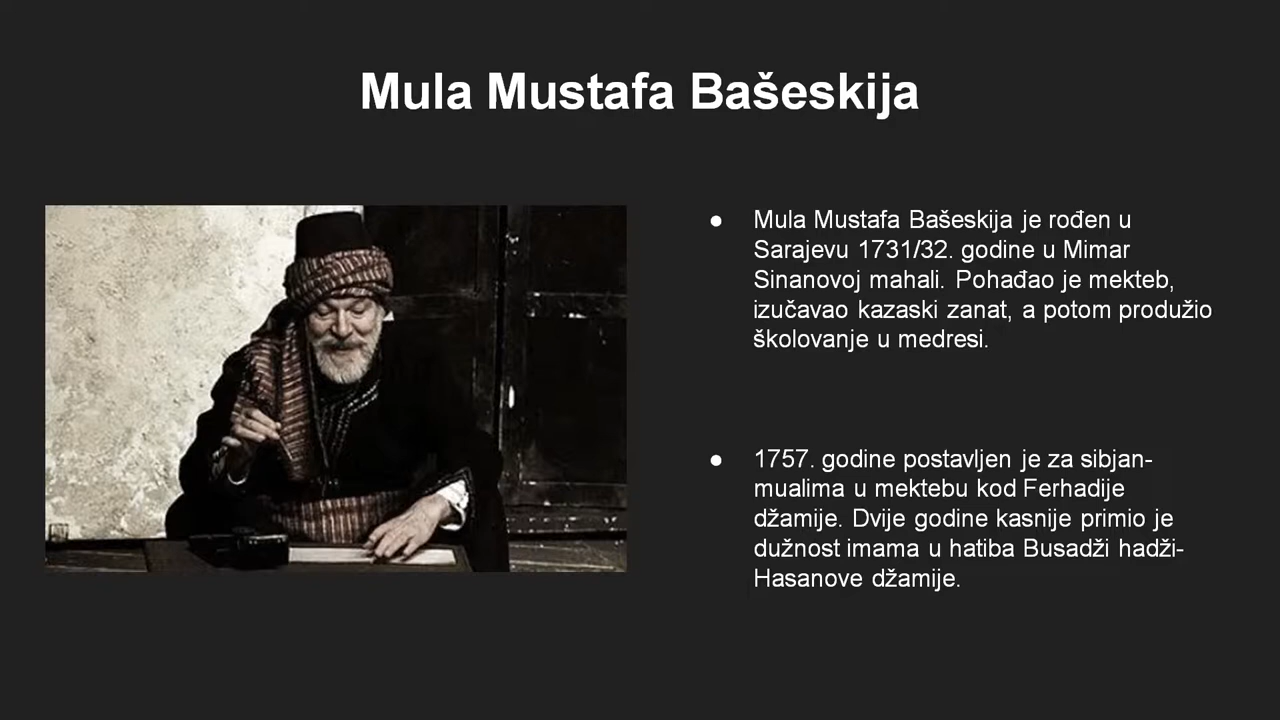 Mula Mustafa Bašeskija
● Mula Mustafa Bašeskija je rođen u
Sarajevu 1731/32. godine u Mimar
Sinanovoj mahali. Pohađao je mekteb,
izučavao kazaski zanat, a potom produžio
školovanje u medresi.
● 1757. godine postavljen je za sibjan-
mualima u mektebu kod Ferhadije
džamije. Dvije godine kasnije primio je
dužnost imama u hatiba Busadži hadži-
Hasanove džamije.